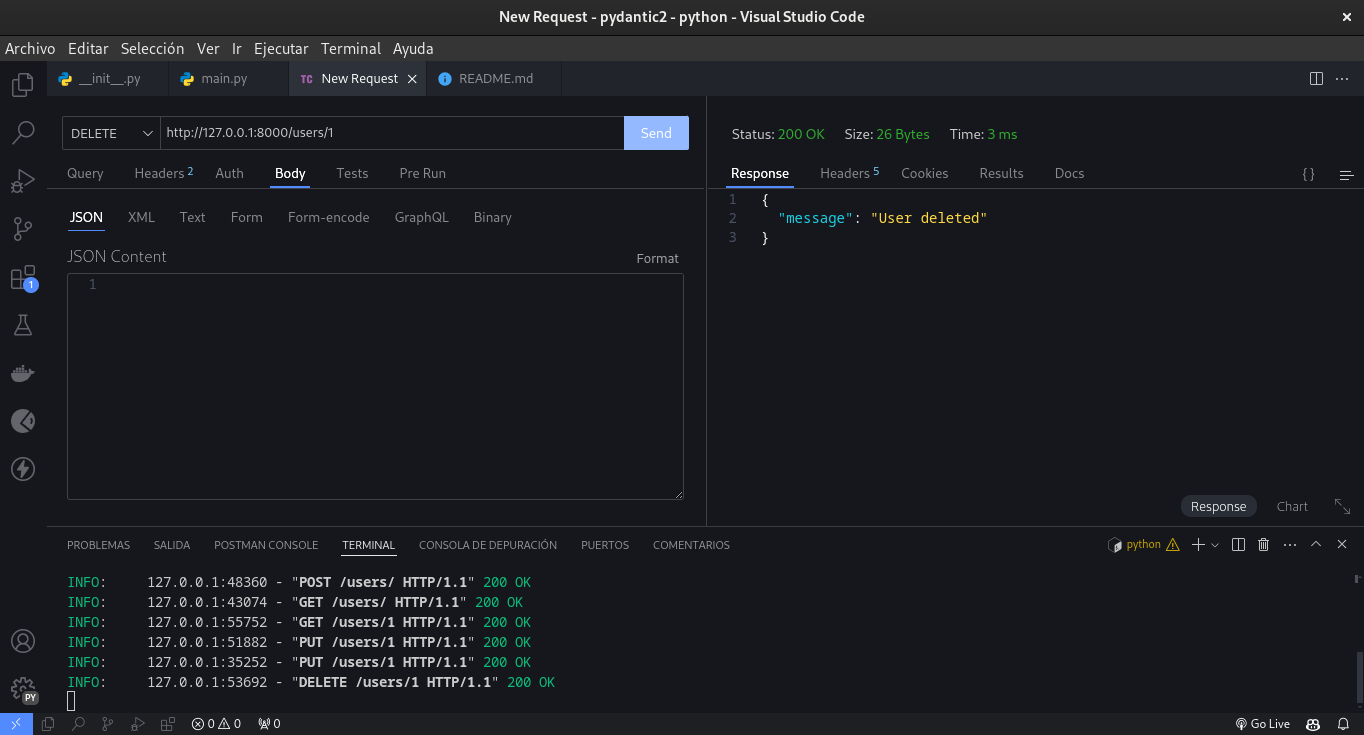 New Request - pydantic2 - python - Visual Studio Code
Archivo Editar Selección Ver Ir Ejecutar Terminal Ayuda
__init__.py main.py TC New Request README.md
DELETE http://127.0.0.1:8000/users/1 Send
Query Headers 2 Auth Body Tests Pre Run
JSON XML Text Form Form-encode GraphQL Binary
JSON Content Format
1
Status: 200 OK Size: 26 Bytes Time: 3 ms
Response Headers 5 Cookies Results Docs { }
1 {
2 "message": "User deleted"
3 }
Response Chart
1
PROBLEMAS SALIDA POSTMAN CONSOLE TERMINAL CONSOLA DE DEPURACIÓN PUERTOS COMENTARIOS python
INFO: 127.0.0.1:48360 - "POST /users/ HTTP/1.1" 200 OK
INFO: 127.0.0.1:43074 - "GET /users/ HTTP/1.1" 200 OK
INFO: 127.0.0.1:55752 - "GET /users/1 HTTP/1.1" 200 OK
INFO: 127.0.0.1:51882 - "PUT /users/1 HTTP/1.1" 200 OK
INFO: 127.0.0.1:35252 - "PUT /users/1 HTTP/1.1" 200 OK
INFO: 127.0.0.1:53692 - "DELETE /users/1 HTTP/1.1" 200 OK
PY
0 0 0 Go Live